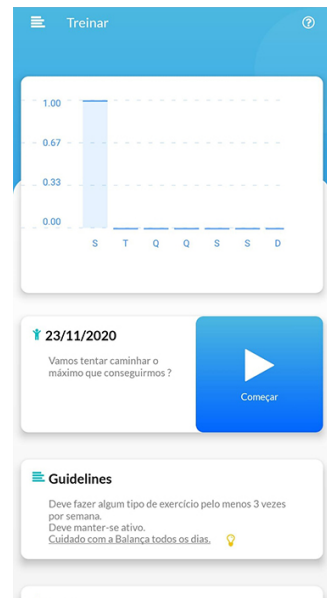 Treinar
1.00
0.67
0.33
0.00
S T Q Q S S D
23/11/2020
Vamos tentar caminhar o
máximo que conseguirmos ?
Começar
Guidelines
Deve fazer algum tipo de exercício pelo menos 3 vezes
por semana.
Deve manter-se ativo.
Cuidado com a Balança todos os dias.